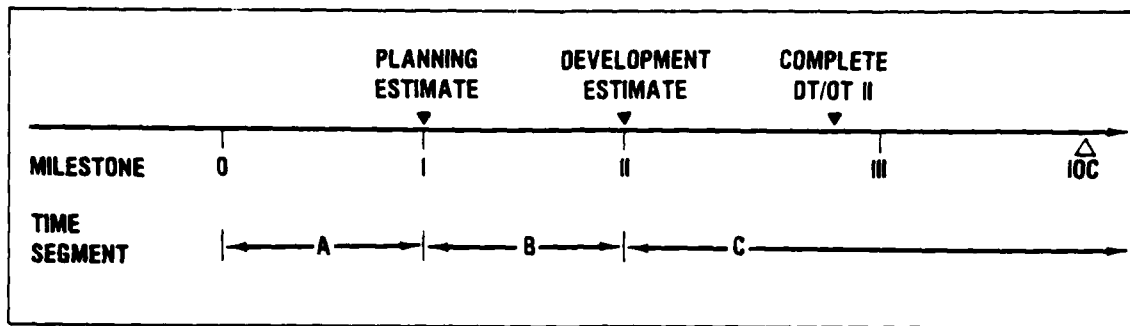 PLANNING ESTIMATE
DEVELOPMENT ESTIMATE
COMPLETE DT/OT II
MILESTONE 0 I II III IOC
TIME SEGMENT A B C